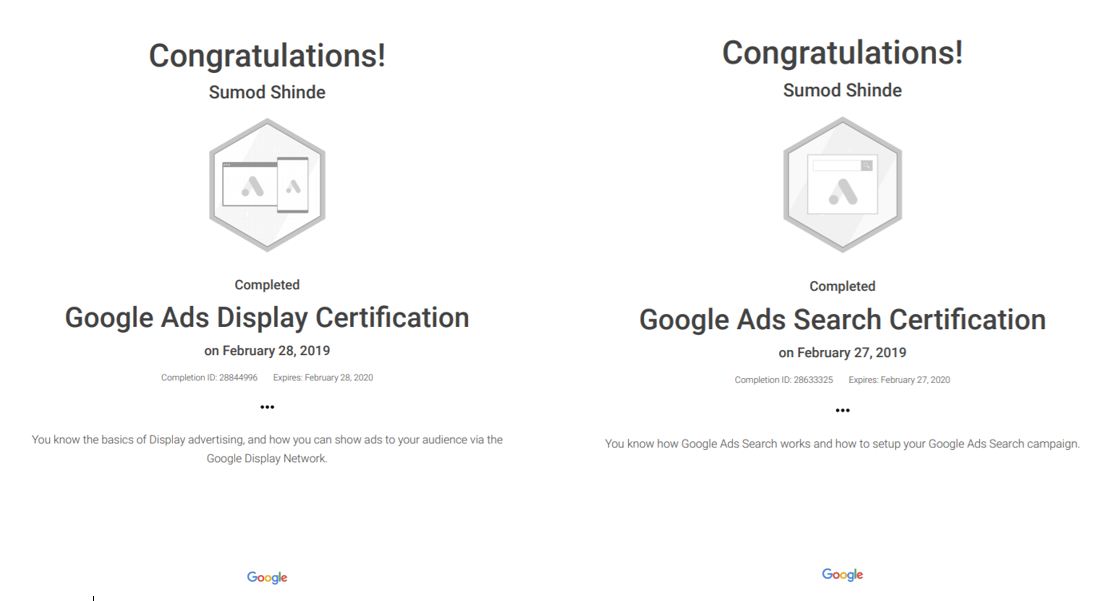 Congratulations!
Sumod Shinde
Completed
Google Ads Display Certification
on February 28, 2019
Completion ID: 28844996 Expires: February 28, 2020
•••
You know the basics of Display advertising, and how you can show ads to your audience via the
Google Display Network.
Google
Congratulations!
Sumod Shinde
Completed
Google Ads Search Certification
on February 27, 2019
Completion ID: 28633325 Expires: February 27, 2020
•••
You know how Google Ads Search works and how to setup your Google Ads Search campaign.
Google